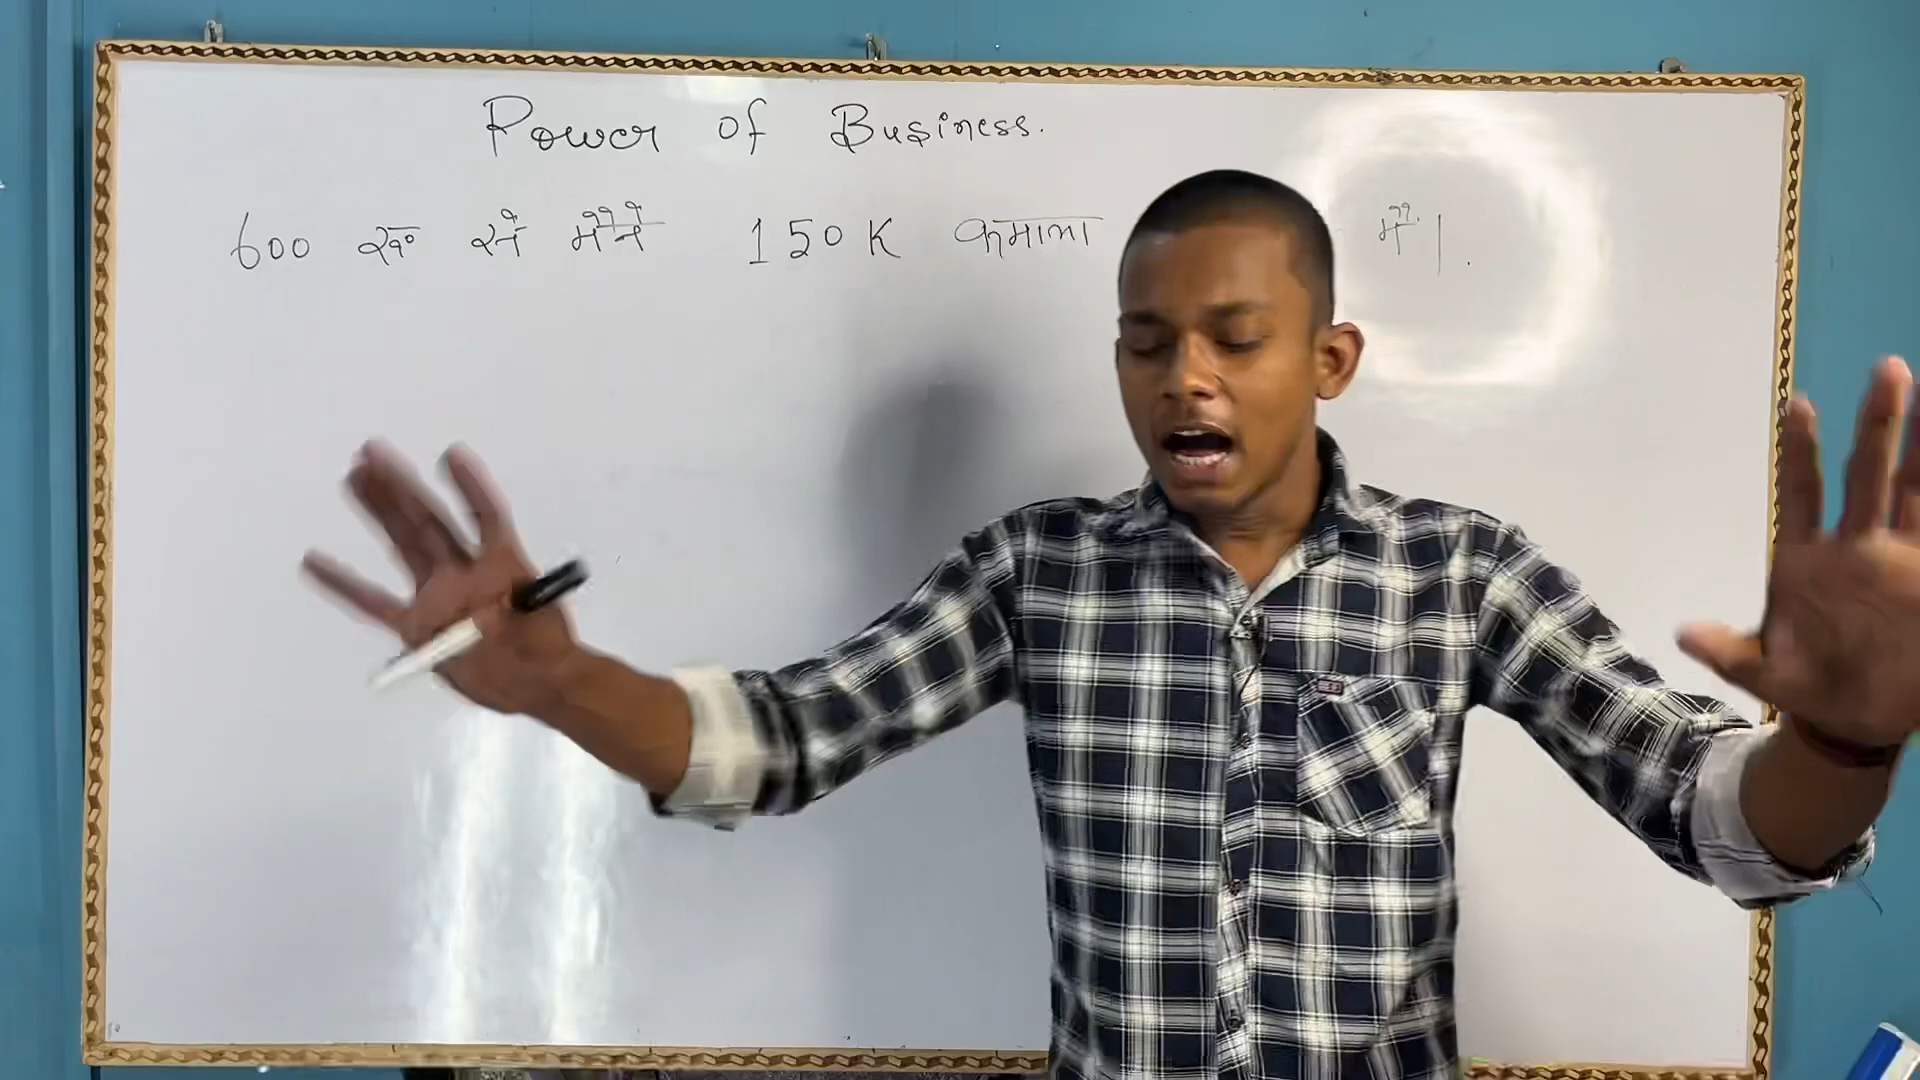 Power of Business.
600 रू० से मैंने 150K कमाया में|.